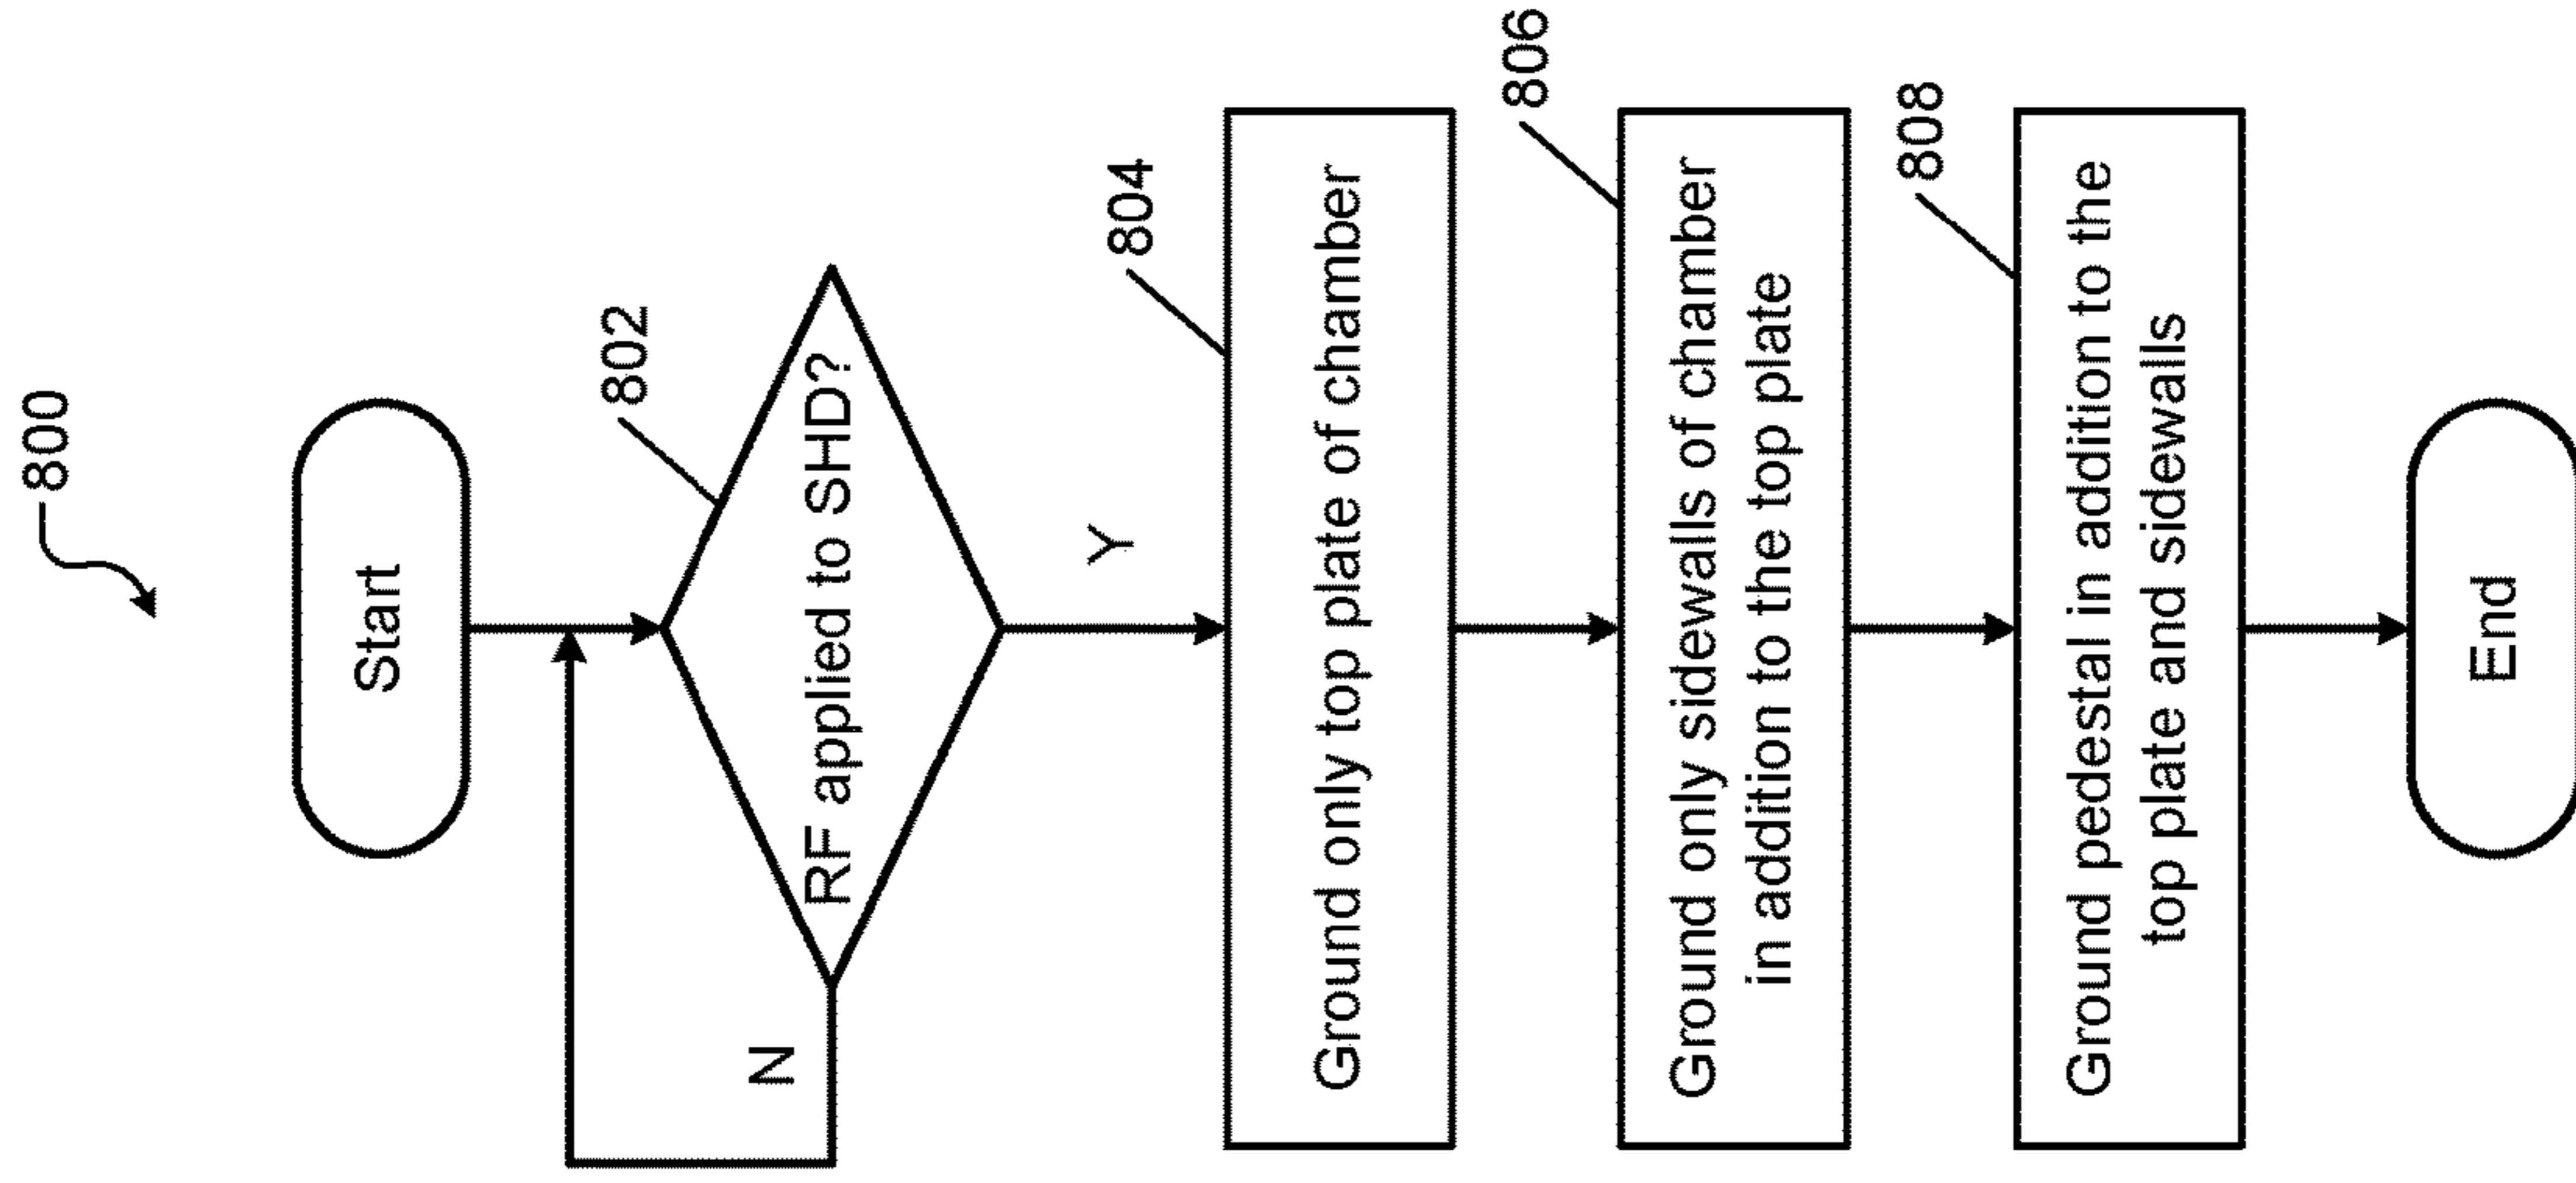 800
Start
802
RF applied to SHD?
N
Y
804
Ground only top plate of chamber
806
Ground only sidewalls of chamber
in addition to the top plate
808
Ground pedestal in addition to the
top plate and sidewalls
End